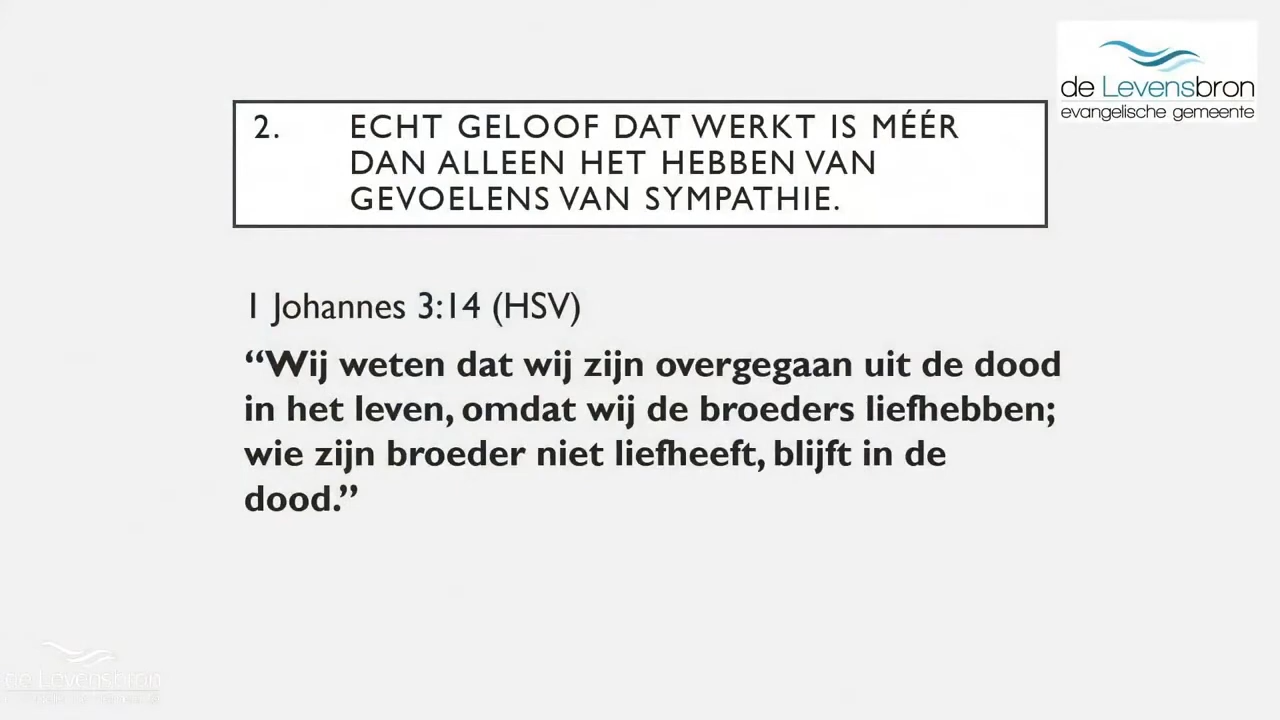 de Levensbron
evangelische gemeente
2. ECHT GELOOF DAT WERKT IS MÉÉR
DAN ALLEEN HET HEBBEN VAN
GEVOELENS VAN SYMPATHIE.
1 Johannes 3:14 (HSV)
“Wij weten dat wij zijn overgegaan uit de dood
in het leven, omdat wij de broeders liefhebben;
wie zijn broeder niet liefheeft, blijft in de
dood.”
de Levensbron